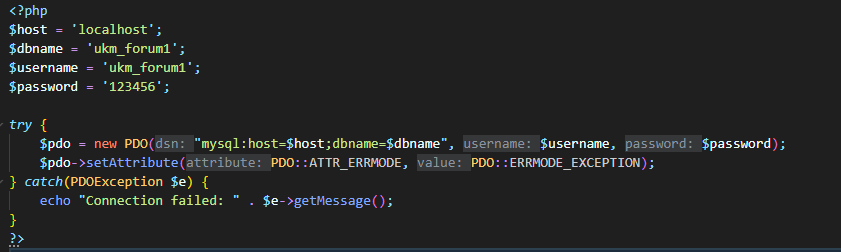 <?php
$host = 'localhost';
$dbname = 'ukm_forum1';
$username = 'ukm_forum1';
$password = '123456';
try {
$pdo = new PDO(dsn: "mysql:host=$host;dbname=$dbname", username: $username, password: $password);
$pdo->setAttribute(attribute: PDO::ATTR_ERRMODE, value: PDO::ERRMODE_EXCEPTION);
} catch(PDOException $e) {
echo "Connection failed: " . $e->getMessage();
}
?>